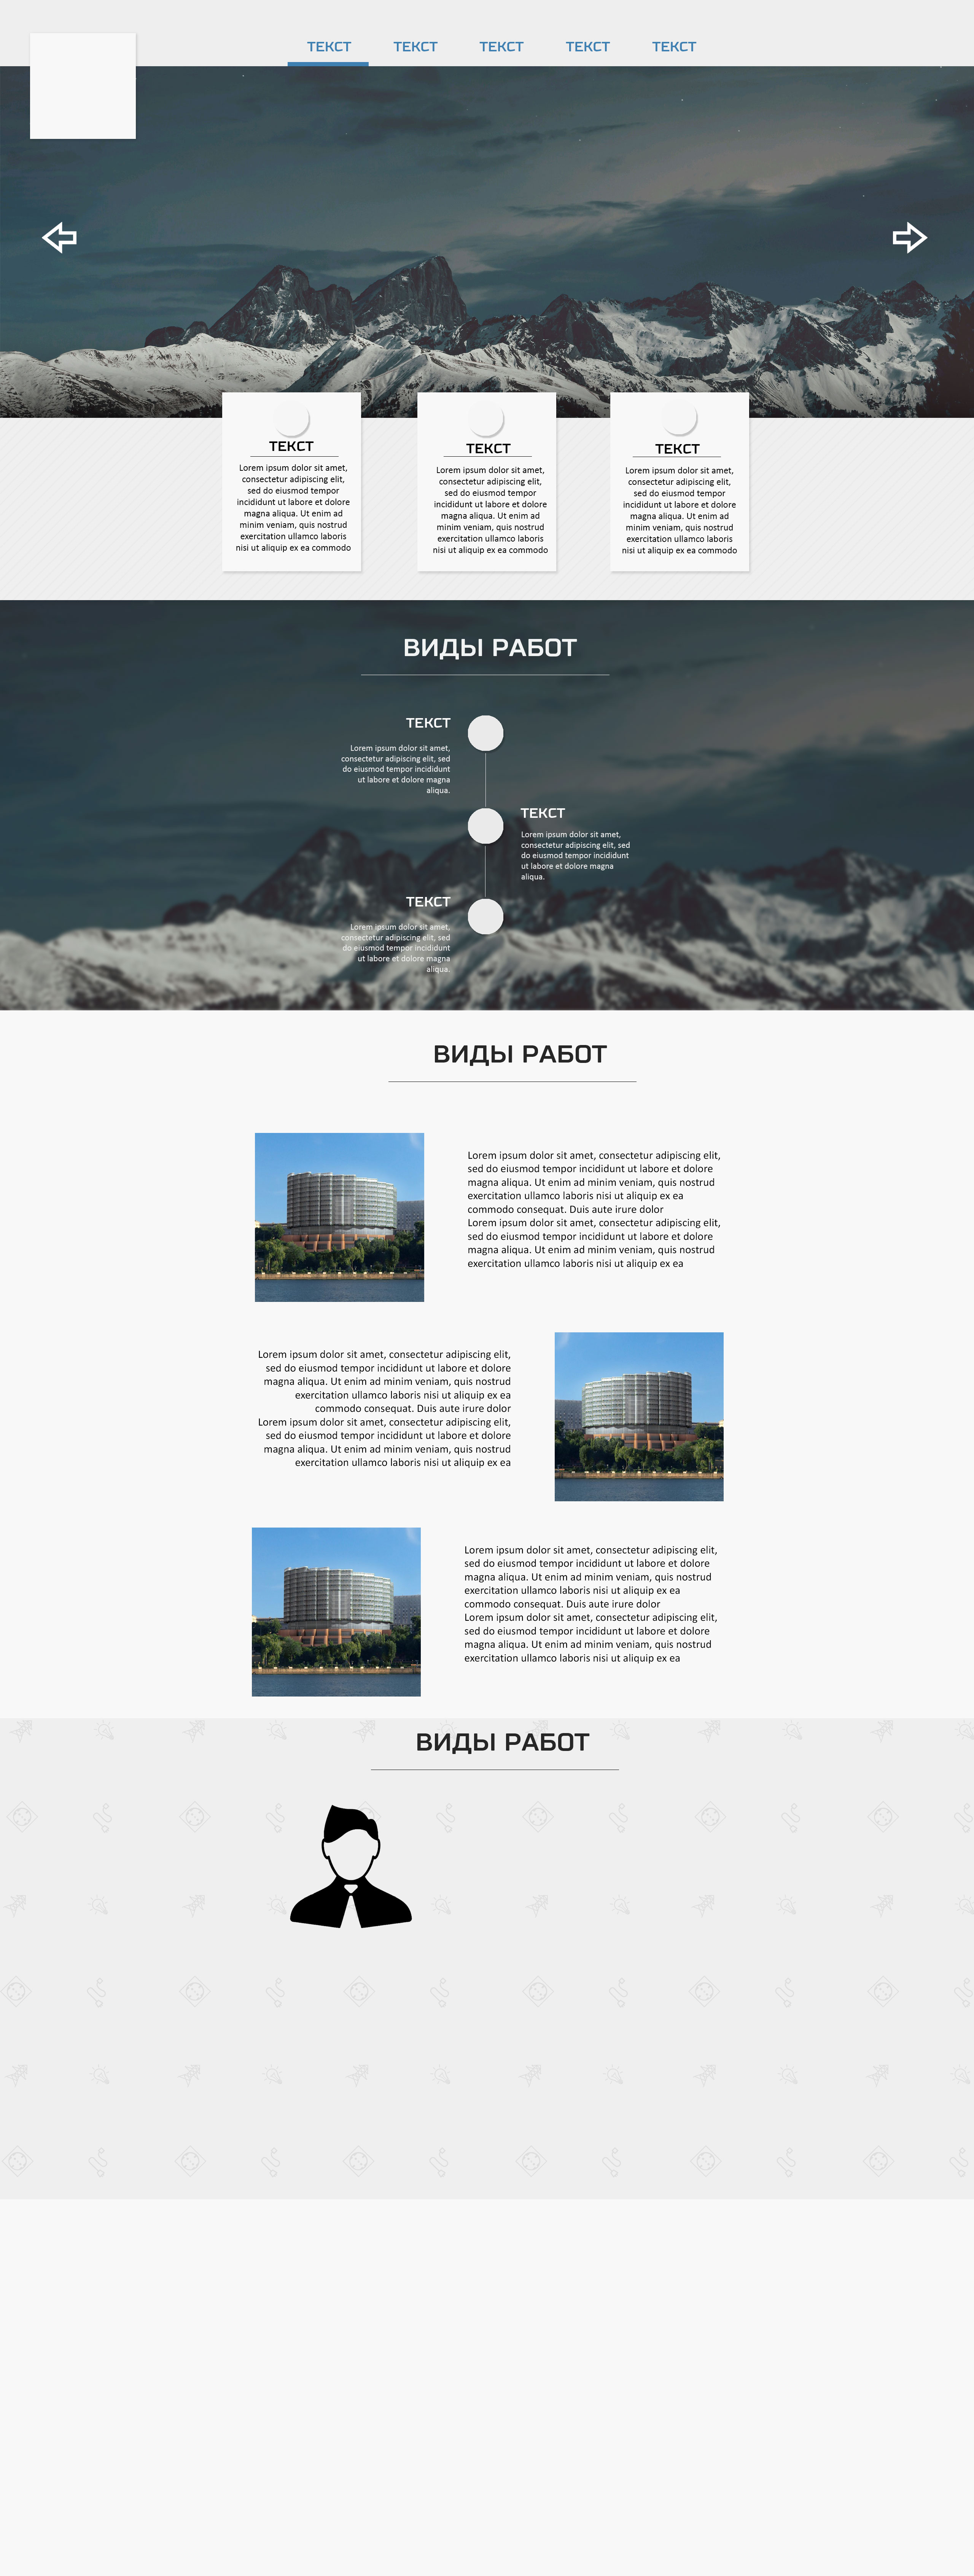 ТЕКСТ ТЕКСТ ТЕКСТ ТЕКСТ ТЕКСТ
ТЕКСТ
Lorem ipsum dolor sit amet,
consectetur adipiscing elit,
sed do eiusmod tempor
incididunt ut labore et dolore
magna aliqua. Ut enim ad
minim veniam, quis nostrud
exercitation ullamco laboris
nisi ut aliquip ex ea commodo
ТЕКСТ
Lorem ipsum dolor sit amet,
consectetur adipiscing elit,
sed do eiusmod tempor
incididunt ut labore et dolore
magna aliqua. Ut enim ad
minim veniam, quis nostrud
exercitation ullamco laboris
nisi ut aliquip ex ea commodo
ТЕКСТ
Lorem ipsum dolor sit amet,
consectetur adipiscing elit,
sed do eiusmod tempor
incididunt ut labore et dolore
magna aliqua. Ut enim ad
minim veniam, quis nostrud
exercitation ullamco laboris
nisi ut aliquip ex ea commodo
ВИДЫ РАБОТ
ТЕКСТ
Lorem ipsum dolor sit amet,
consectetur adipiscing elit, sed
do eiusmod tempor incididunt
ut labore et dolore magna
aliqua.
ТЕКСТ
Lorem ipsum dolor sit amet,
consectetur adipiscing elit, sed
do eiusmod tempor incididunt
ut labore et dolore magna
aliqua.
ТЕКСТ
Lorem ipsum dolor sit amet,
consectetur adipiscing elit, sed
do eiusmod tempor incididunt
ut labore et dolore magna
aliqua.
ВИДЫ РАБОТ
Lorem ipsum dolor sit amet, consectetur adipiscing elit,
sed do eiusmod tempor incididunt ut labore et dolore
magna aliqua. Ut enim ad minim veniam, quis nostrud
exercitation ullamco laboris nisi ut aliquip ex ea
commodo consequat. Duis aute irure dolor
Lorem ipsum dolor sit amet, consectetur adipiscing elit,
sed do eiusmod tempor incididunt ut labore et dolore
magna aliqua. Ut enim ad minim veniam, quis nostrud
exercitation ullamco laboris nisi ut aliquip ex ea
Lorem ipsum dolor sit amet, consectetur adipiscing elit,
sed do eiusmod tempor incididunt ut labore et dolore
magna aliqua. Ut enim ad minim veniam, quis nostrud
exercitation ullamco laboris nisi ut aliquip ex ea
commodo consequat. Duis aute irure dolor
Lorem ipsum dolor sit amet, consectetur adipiscing elit,
sed do eiusmod tempor incididunt ut labore et dolore
magna aliqua. Ut enim ad minim veniam, quis nostrud
exercitation ullamco laboris nisi ut aliquip ex ea
Lorem ipsum dolor sit amet, consectetur adipiscing elit,
sed do eiusmod tempor incididunt ut labore et dolore
magna aliqua. Ut enim ad minim veniam, quis nostrud
exercitation ullamco laboris nisi ut aliquip ex ea
commodo consequat. Duis aute irure dolor
Lorem ipsum dolor sit amet, consectetur adipiscing elit,
sed do eiusmod tempor incididunt ut labore et dolore
magna aliqua. Ut enim ad minim veniam, quis nostrud
exercitation ullamco laboris nisi ut aliquip ex ea
ВИДЫ РАБОТ